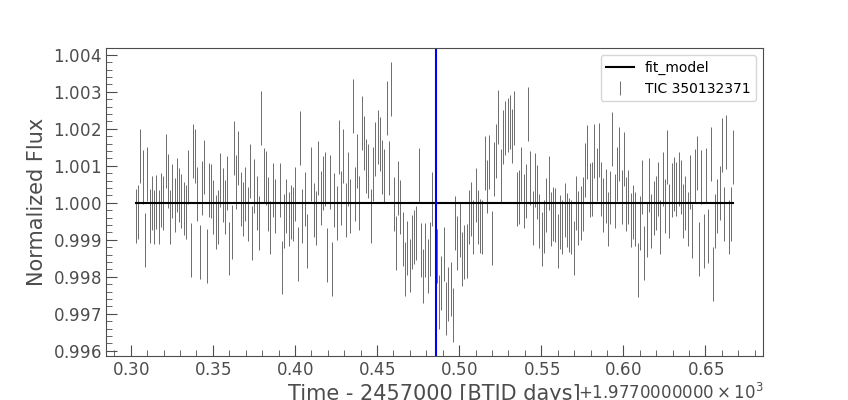 1.004
1.003
1.002
1.001
1.000
0.999
0.998
0.997
0.996
Normalized Flux
fit_model
TIC 350132371
0.30 0.35 0.40 0.45 0.50 0.55 0.60 0.65
Time - 2457000 [BTJD days]
+1.9770000000 × 10³